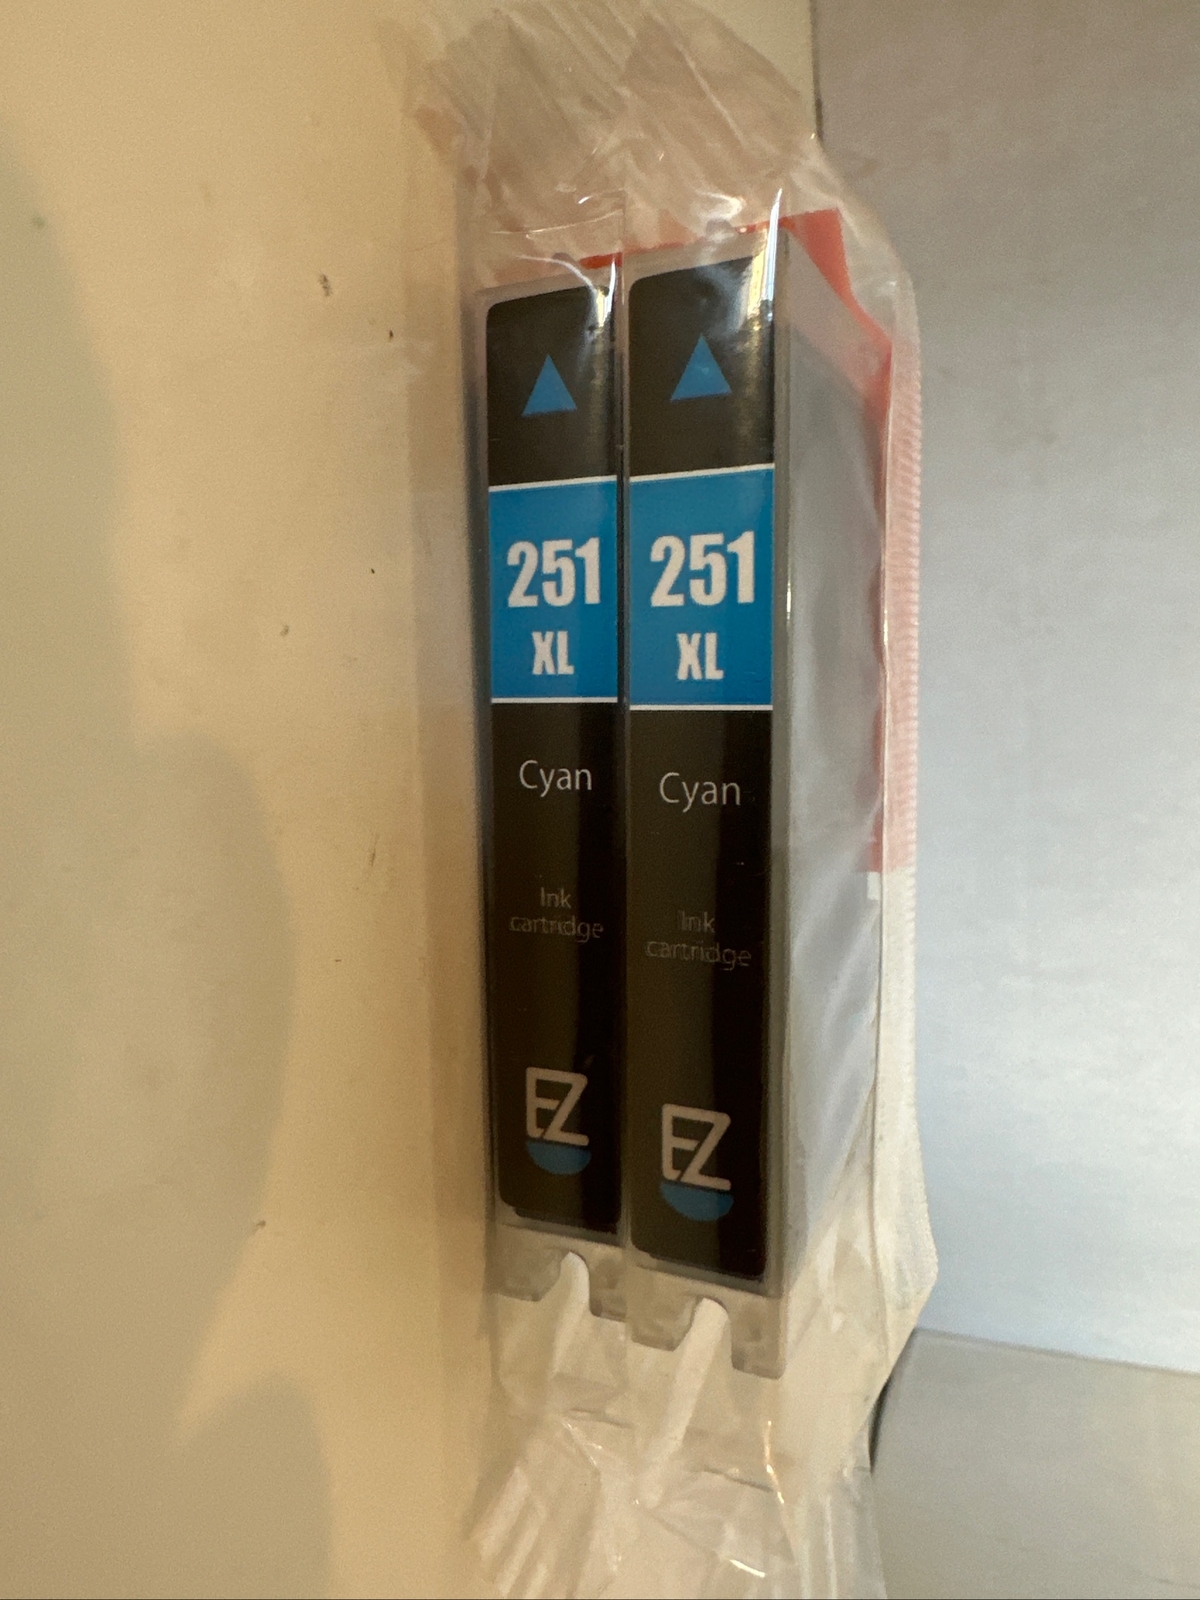 251
XL
Cyan
Ink
cartridge
EZ
251
XL
Cyan
Ink
cartridge
EZ